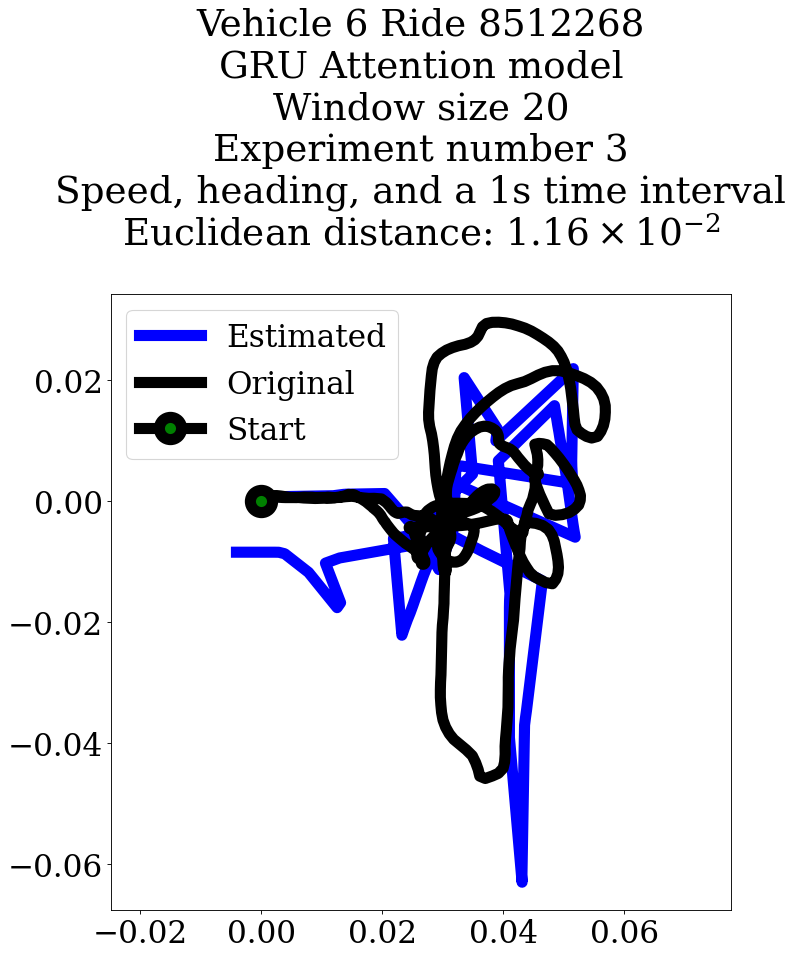 Vehicle 6 Ride 8512268
GRU Attention model
Window size 20
Experiment number 3
Speed, heading, and a 1s time interval
Euclidean distance: 1.16 × 10⁻²
Estimated
Original
Start
0.02
0.00
−0.02
−0.04
−0.06
−0.02 0.00 0.02 0.04 0.06